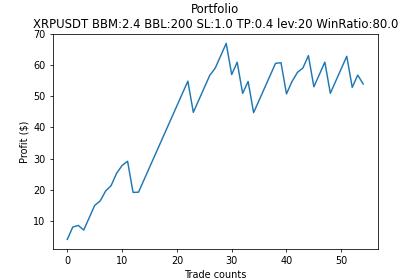 Portfolio
XRPUSDT BBM:2.4 BBL:200 SL:1.0 TP:0.4 lev:20 WinRatio:80.0
70
60
50
40
30
20
10
Profit ($)
0 10 20 30 40 50
Trade counts